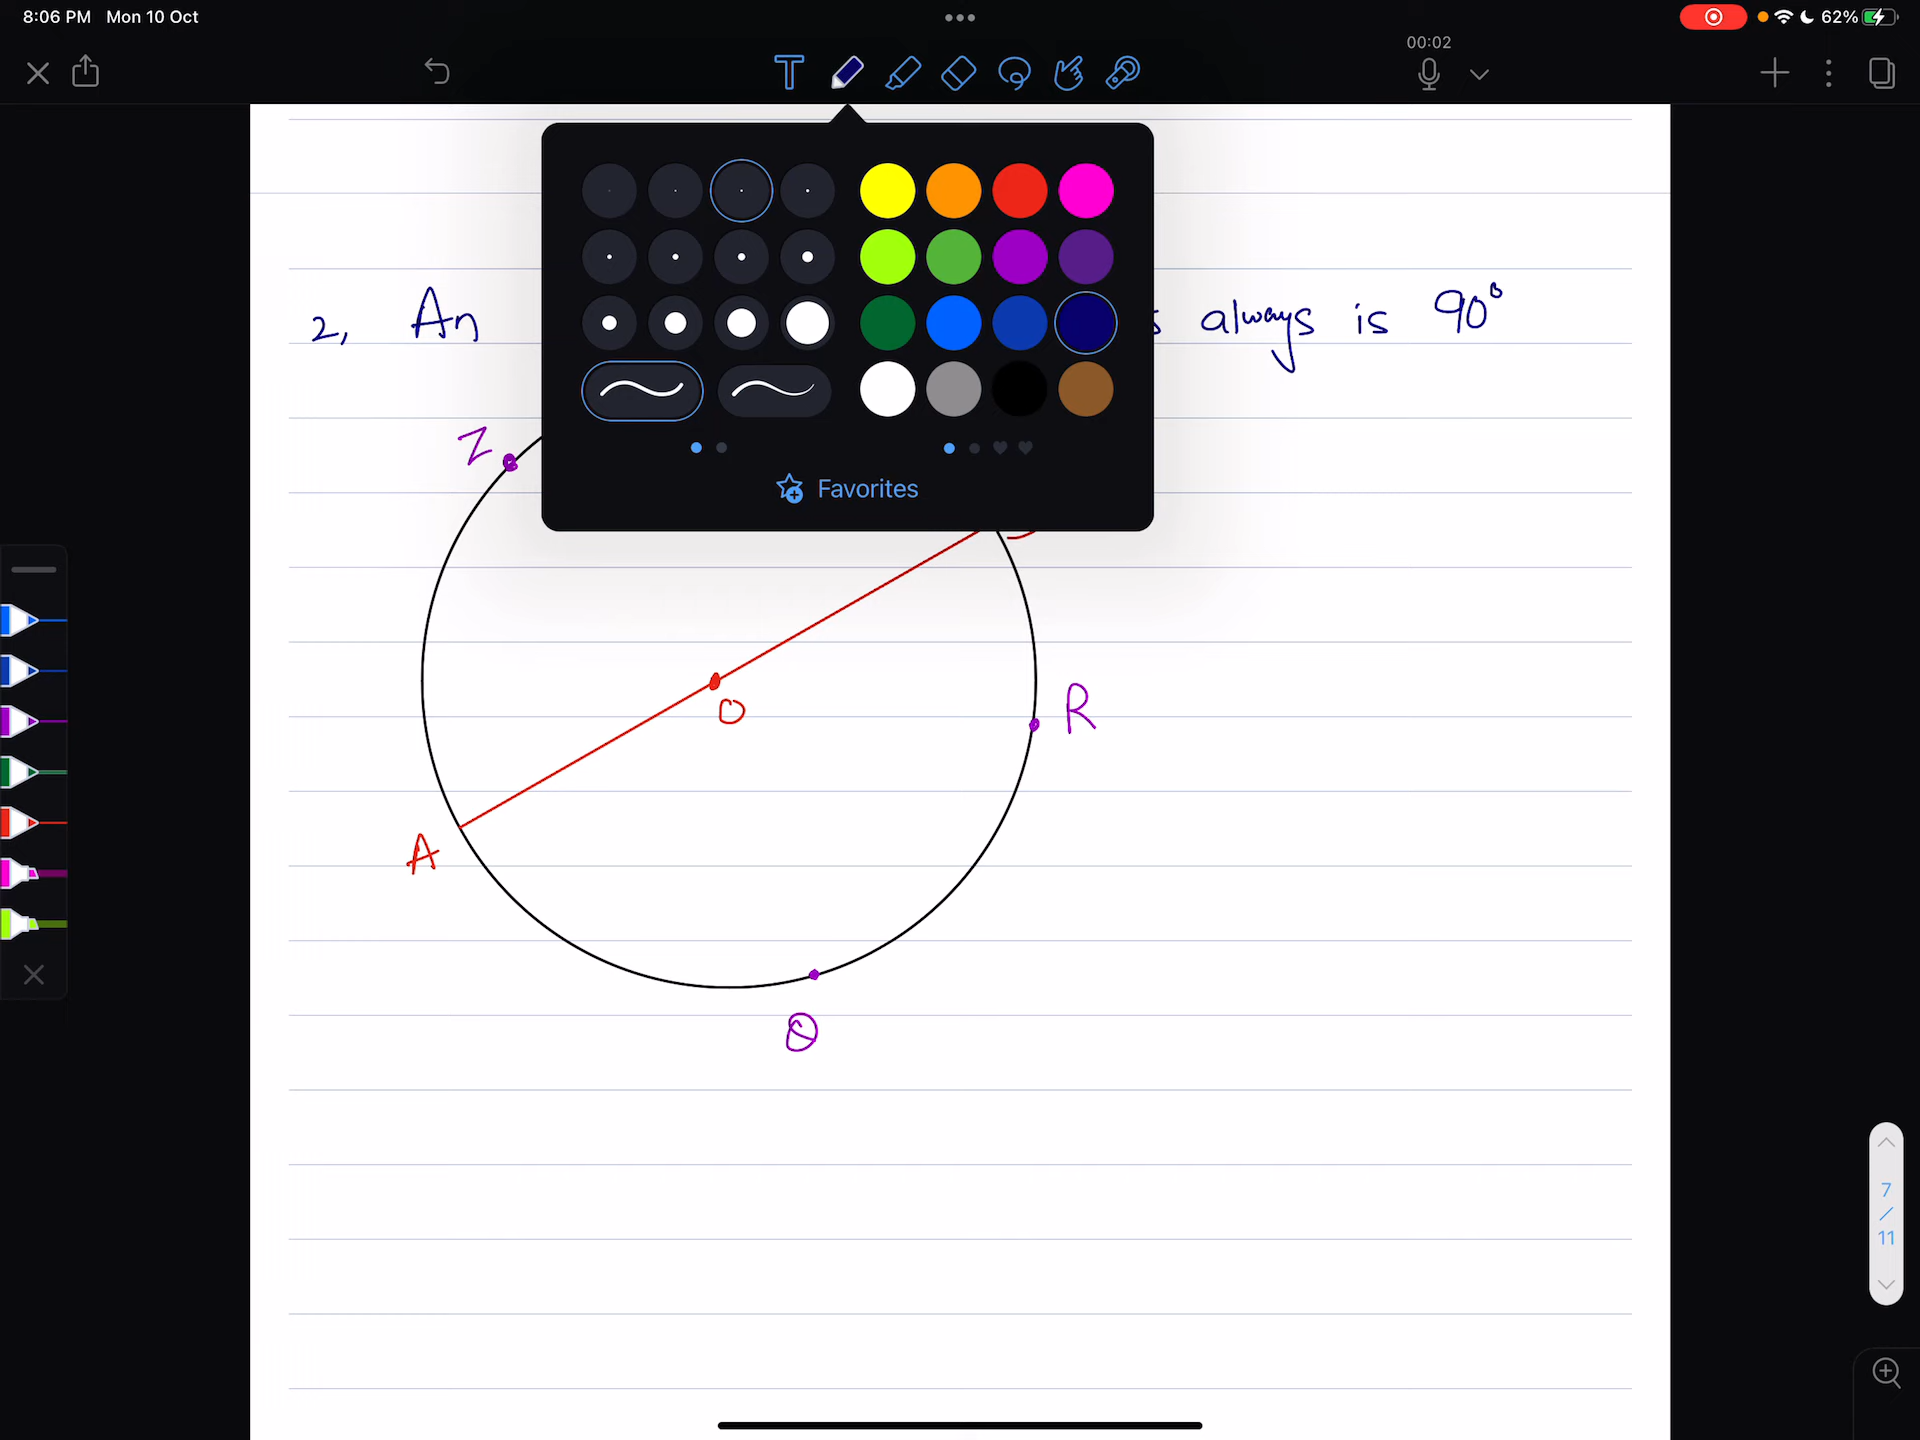 8:06 PM Mon 10 Oct
62%
00:02
T
2, An always is 90°
Favorites
Z
O
R
A
Q
7
/
11